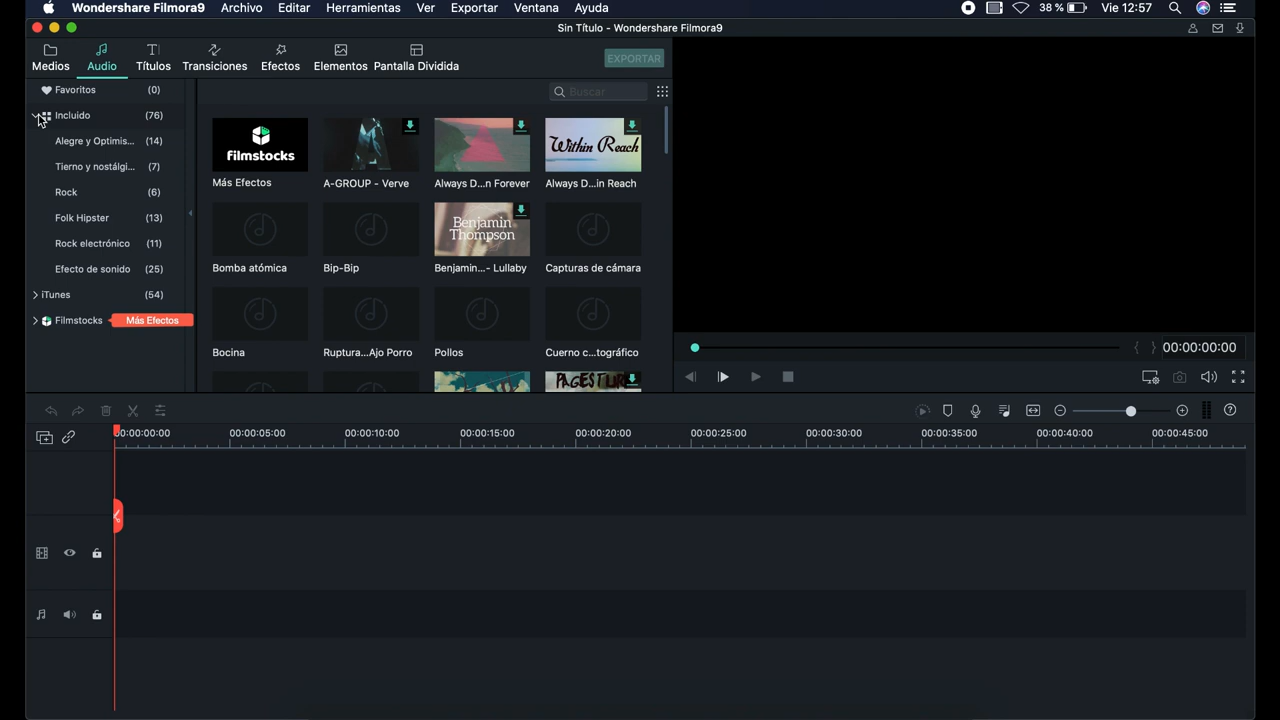 Wondershare Filmora9 Archivo Editar Herramientas Ver Exportar Ventana Ayuda 38 % Vie 12:57
Sin Título - Wondershare Filmora9
Medios Audio Títulos Transiciones Efectos Elementos Pantalla Dividida EXPORTAR
Favoritos (0)
Incluido (76)
Alegre y Optimis... (14)
Tierno y nostálgi... (7)
Rock (6)
Folk Hipster (13)
Rock electrónico (11)
Efecto de sonido (25)
iTunes (54)
Filmstocks Más Efectos
Buscar
filmstocks
Within Reach
Más Efectos A-GROUP - Verve Always D...n Forever Always D...in Reach
Benjamin
Thompson
Bomba atómica Bip-Bip Benjamin...- Lullaby Capturas de cámara
Bocina Ruptura...Ajo Porro Pollos Cuerno c...tográfico
00:00:00:00
00:00:00:00 00:00:05:00 00:00:10:00 00:00:15:00 00:00:20:00 00:00:25:00 00:00:30:00 00:00:35:00 00:00:40:00 00:00:45:00